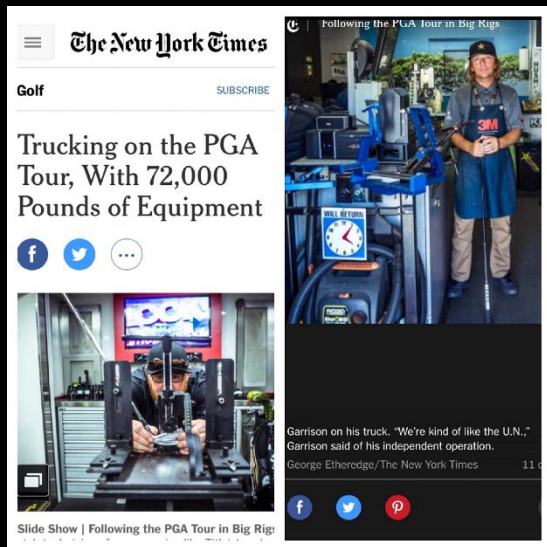 The New York Times
Golf
SUBSCRIBE
Trucking on the PGA
Tour, With 72,000
Pounds of Equipment
Slide Show | Following the PGA Tour in Big Rigs
Following the PGA Tour in Big Rigs
3M
WILL RETURN
RIDGID
Garrison on his truck. “We’re kind of like the U.N.,”
Garrison said of his independent operation.
George Etheredge/The New York Times
11